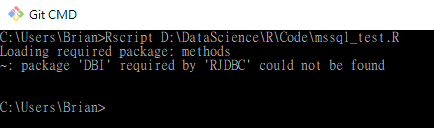 Git CMD
C:\Users\Brian>Rscript D:\DataScience\R\Code\mssql_test.R
Loading required package: methods
~: package 'DBI' required by 'RJDBC' could not be found
C:\Users\Brian>